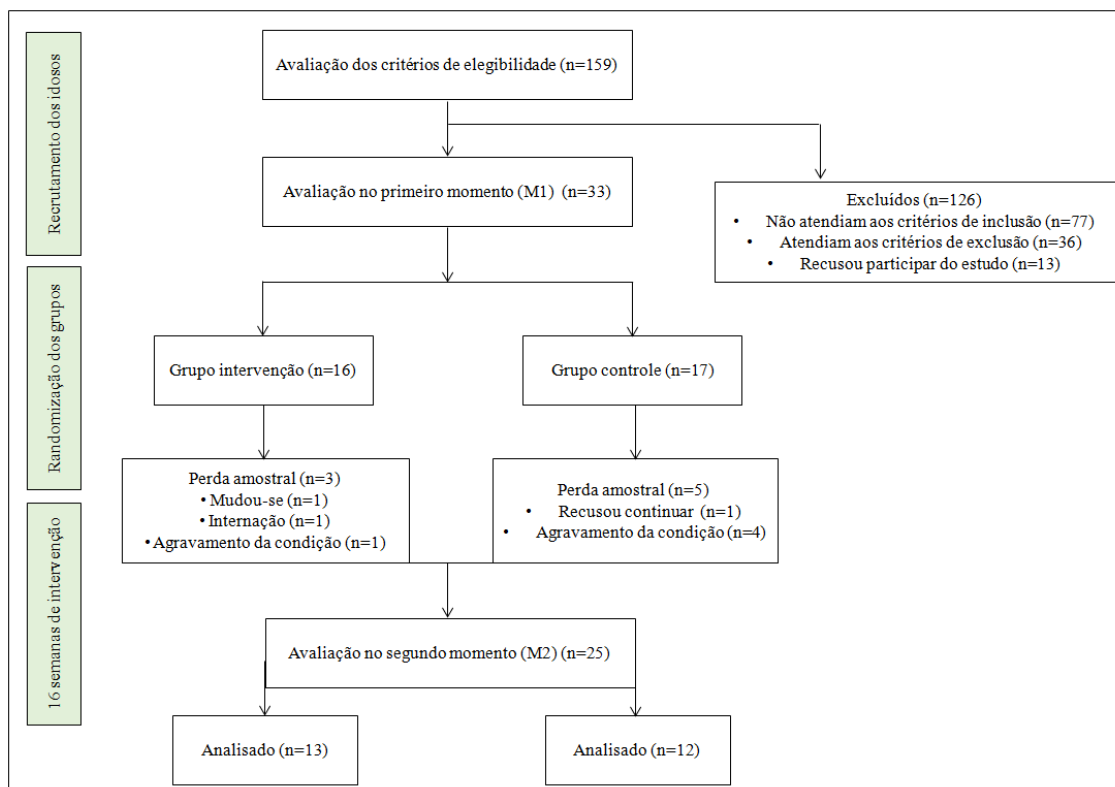 Recrutamento dos idosos
Avaliação dos critérios de elegibilidade (n=159)
Avaliação no primeiro momento (M1) (n=33)
Excluídos (n=126)
• Não atendiam aos critérios de inclusão (n=77)
• Atendiam aos critérios de exclusão (n=36)
• Recusou participar do estudo (n=13)
Randomização dos grupos
Grupo intervenção (n=16)
Grupo controle (n=17)
Perda amostral (n=3)
• Mudou-se (n=1)
• Internação (n=1)
• Agravamento da condição (n=1)
Perda amostral (n=5)
• Recusou continuar (n=1)
• Agravamento da condição (n=4)
16 semanas de intervenção
Avaliação no segundo momento (M2) (n=25)
Analisado (n=13)
Analisado (n=12)